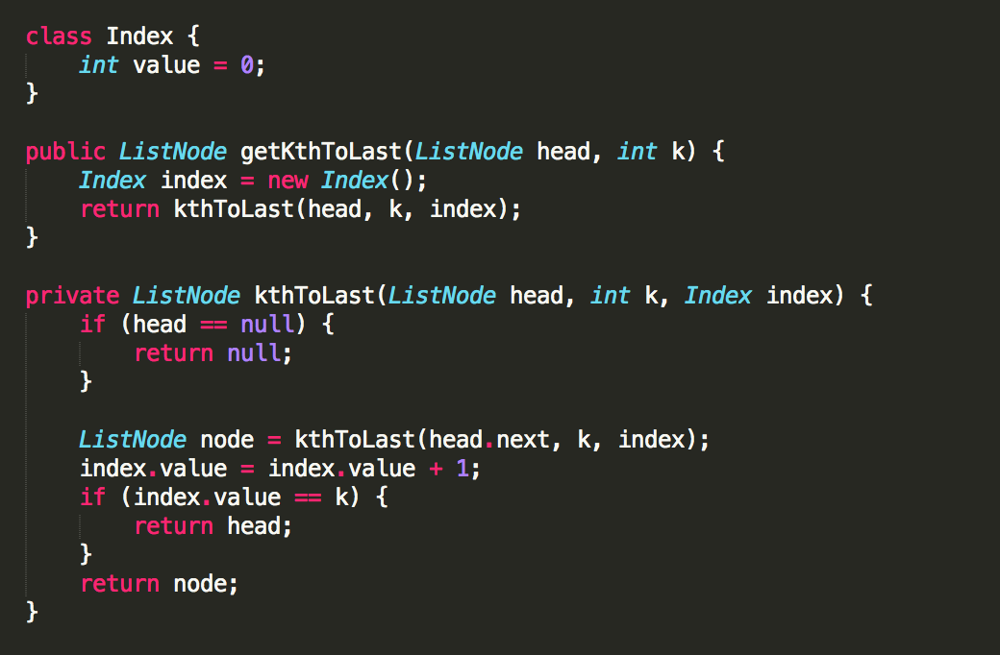 class Index {
    int value = 0;
}

public ListNode getKthToLast(ListNode head, int k) {
    Index index = new Index();
    return kthToLast(head, k, index);
}

private ListNode kthToLast(ListNode head, int k, Index index) {
    if (head == null) {
        return null;
    }

    ListNode node = kthToLast(head.next, k, index);
    index.value = index.value + 1;
    if (index.value == k) {
        return head;
    }
    return node;
}